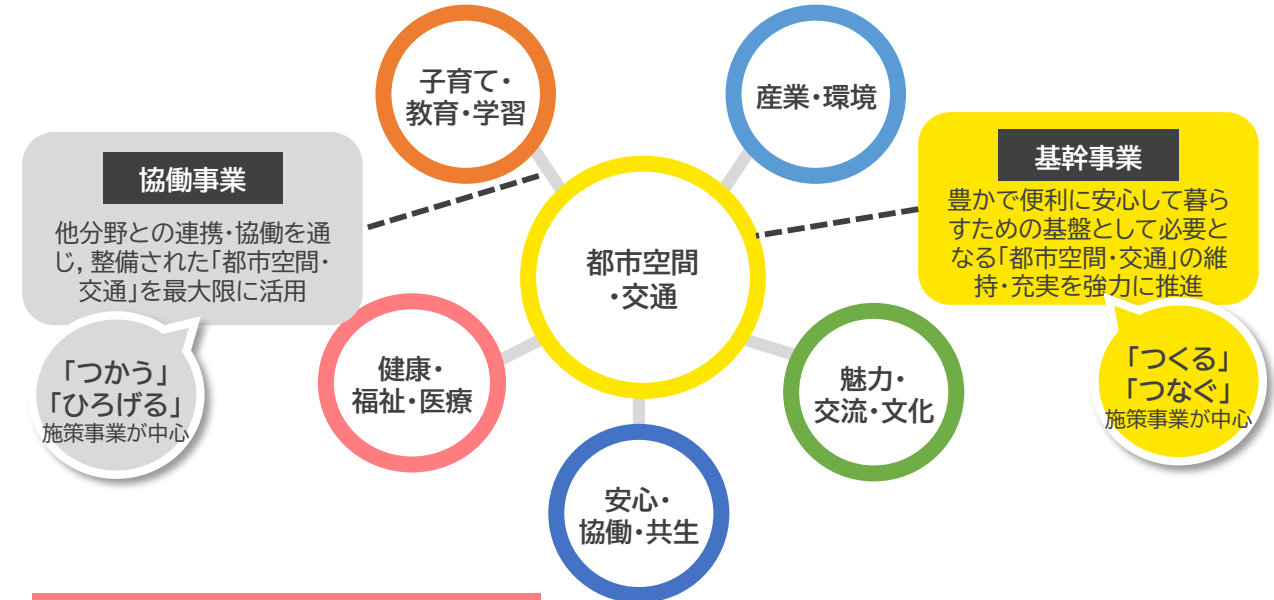 子育て・
教育・学習
産業・環境
協働事業
他分野との連携・協働を通
じ，整備された「都市空間・
交通」を最大限に活用
基幹事業
豊かで便利に安心して暮ら
すための基盤として必要と
なる「都市空間・交通」の維
持・充実を強力に推進
都市空間
・交通
「つかう」
「ひろげる」
施策事業が中心
健康・
福祉・医療
魅力・
交流・文化
「つくる」
「つなぐ」
施策事業が中心
安心・
協働・共生